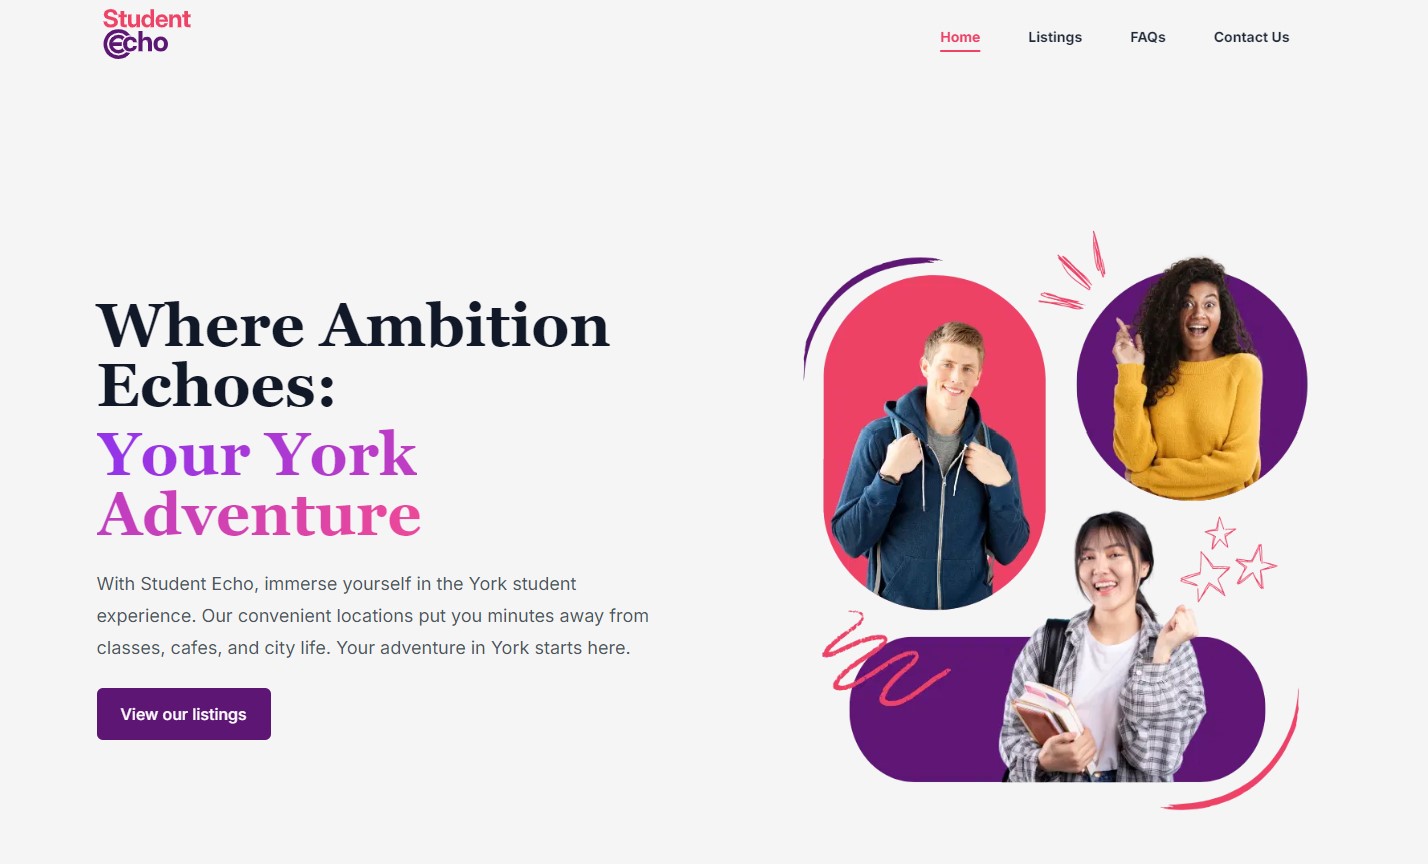 Student
Echo
Home
Listings
FAQs
Contact Us
Where Ambition
Echoes:
Your York
Adventure
With Student Echo, immerse yourself in the York student
experience. Our convenient locations put you minutes away from
classes, cafes, and city life. Your adventure in York starts here.
View our listings